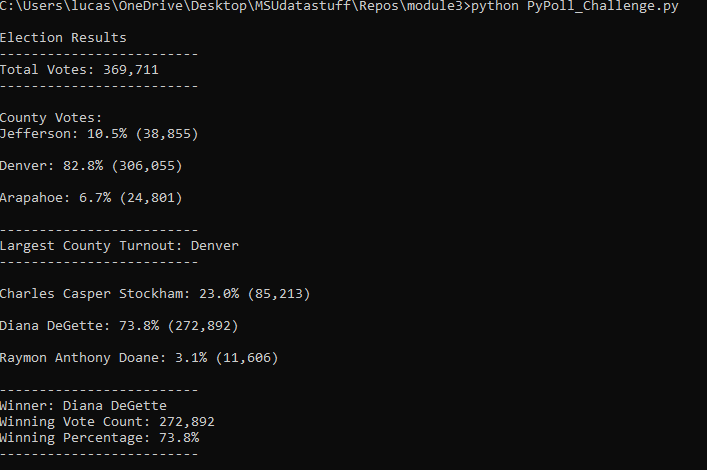 C:\Users\lucas\OneDrive\Desktop\MSUdatastuff\Repos\module3>python PyPoll_Challenge.py
Election Results
-------------------------
Total Votes: 369,711
-------------------------
County Votes:
Jefferson: 10.5% (38,855)
Denver: 82.8% (306,055)
Arapahoe: 6.7% (24,801)
-------------------------
Largest County Turnout: Denver
-------------------------
Charles Casper Stockham: 23.0% (85,213)
Diana DeGette: 73.8% (272,892)
Raymon Anthony Doane: 3.1% (11,606)
-------------------------
Winner: Diana DeGette
Winning Vote Count: 272,892
Winning Percentage: 73.8%
-------------------------